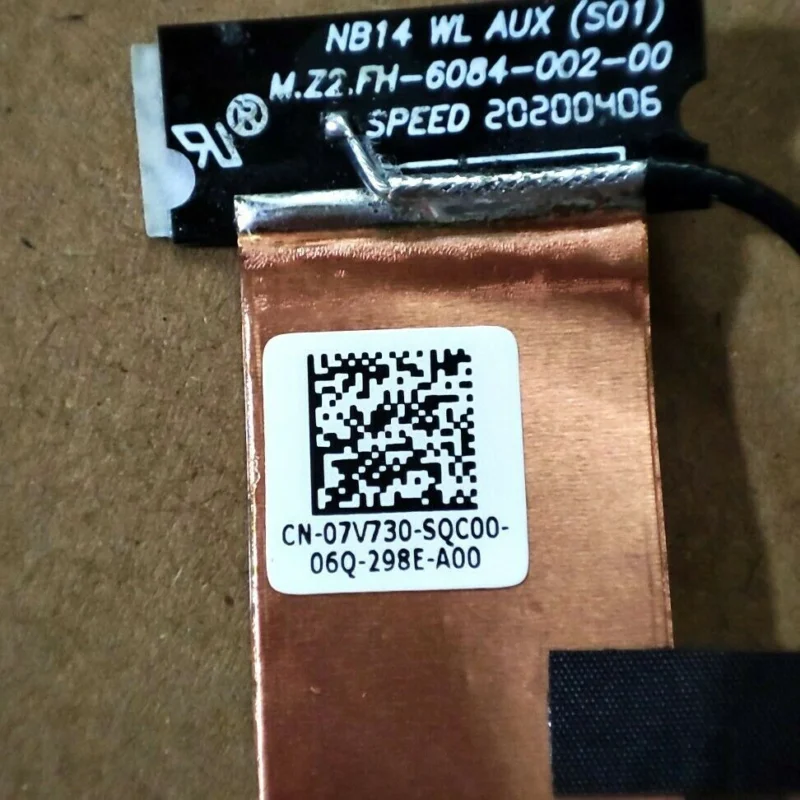 NB14 WL AUX (S01)
M.Z2.FH-6084-002-00
SPEED 20200406
CN-07V730-SQC00-
06Q-298E-A00